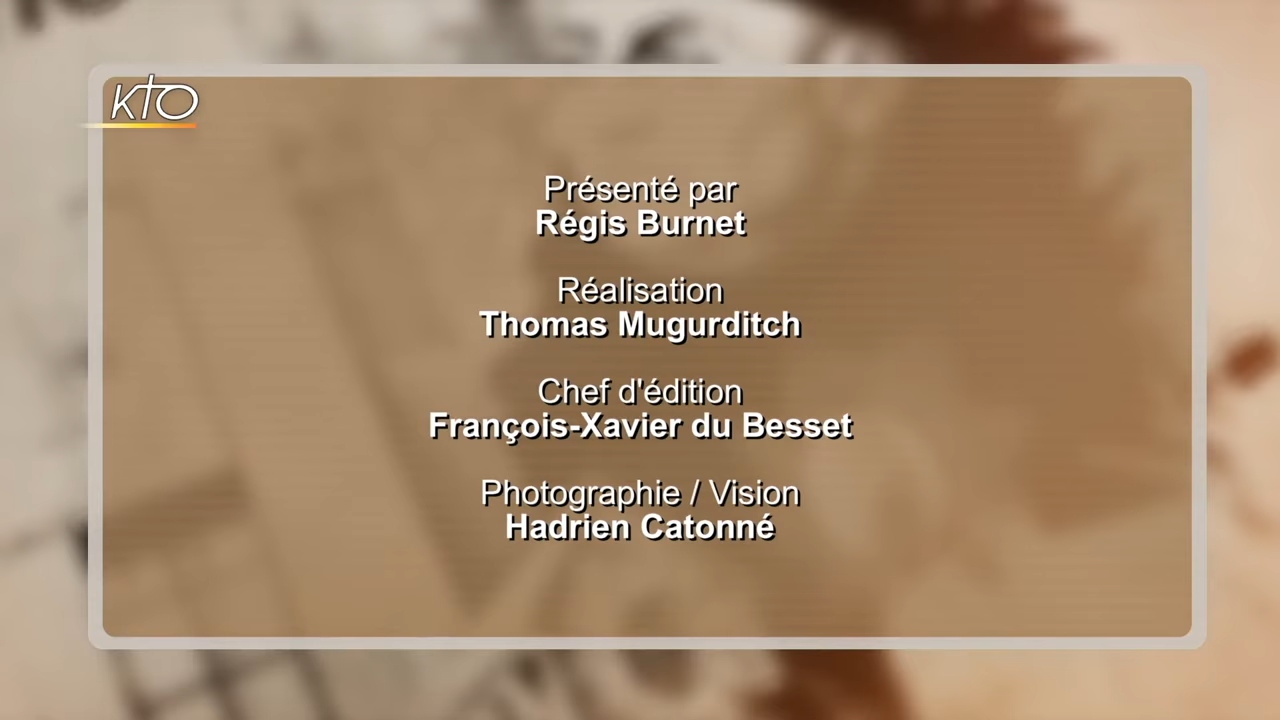 KTO
Présenté par
Régis Burnet
Réalisation
Thomas Mugurditch
Chef d'édition
François-Xavier du Besset
Photographie / Vision
Hadrien Catonné